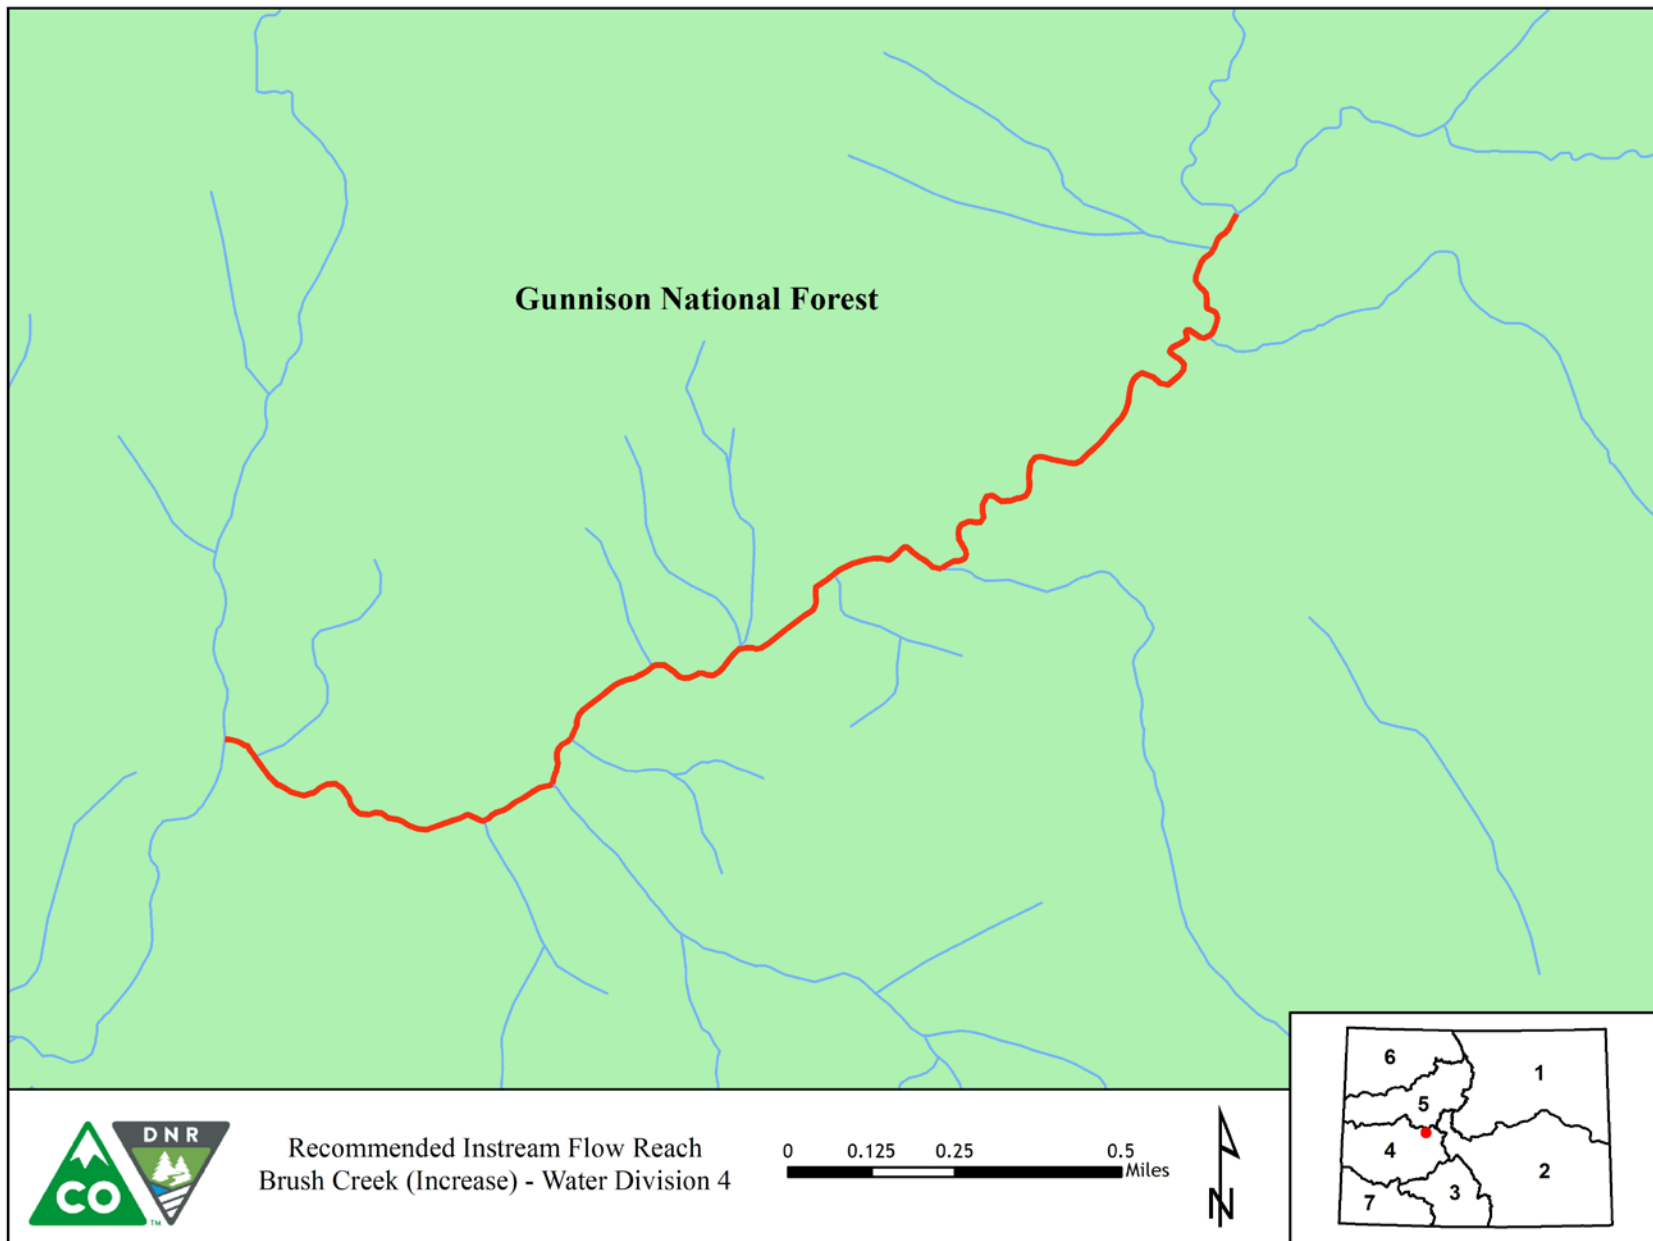 Gunnison National Forest
DNR
CO
TM
Recommended Instream Flow Reach
Brush Creek (Increase) - Water Division 4
0 0.125 0.25 0.5
Miles
N
6
1
5
4
2
3
7